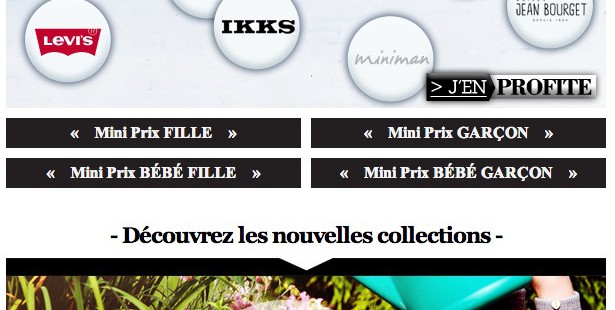 LEVI'S®
IKKS
JEAN BOURGET
DEPUIS 1924
miniman
> J'EN PROFITE
« Mini Prix FILLE »
« Mini Prix GARÇON »
« Mini Prix BÉBÉ FILLE »
« Mini Prix BÉBÉ GARÇON »
- Découvrez les nouvelles collections -